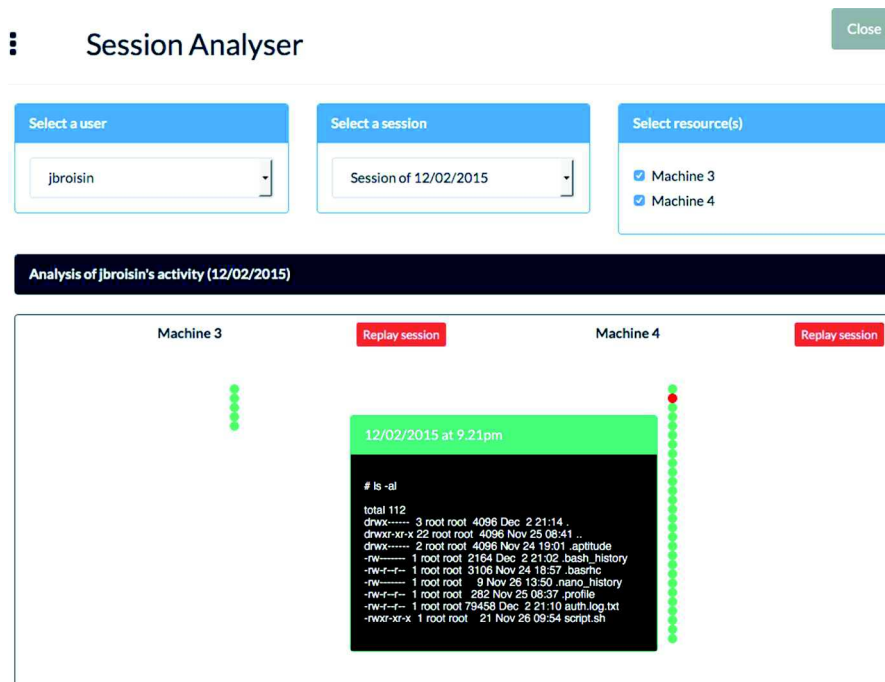 Session Analyser
Close
Select a user
Select a session
Select resource(s)
jbroisin
Session of 12/02/2015
Machine 3
Machine 4
Analysis of jbroisin's activity (12/02/2015)
Machine 3
Replay session
Machine 4
Replay session
12/02/2015 at 9.21pm
# ls -al
total 112
drwx------ 3 root root 4096 Dec 2 21:14 .
drwxr-xr-x 22 root root 4096 Nov 25 08:41 ..
drwx------ 2 root root 4096 Nov 24 19:01 .aptitude
-rw------- 1 root root 2164 Dec 2 21:02 .bash_history
-rw-r--r-- 1 root root 3106 Nov 24 18:57 .basrhc
-rw------- 1 root root 9 Nov 26 13:50 .nano_history
-rw-r--r-- 1 root root 282 Nov 25 08:37 .profile
-rw-r--r-- 1 root root 79458 Dec 2 21:10 auth.log.txt
-rwxr-xr-x 1 root root 21 Nov 26 09:54 script.sh